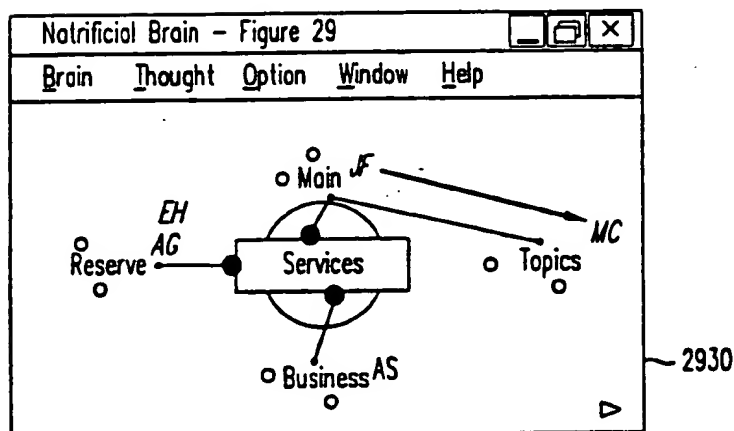 Natrificial Brain – Figure 29
Brain Thought Option Window Help
Main JF
MC
EH
AG
Reserve
Services
Topics
Business AS
2930